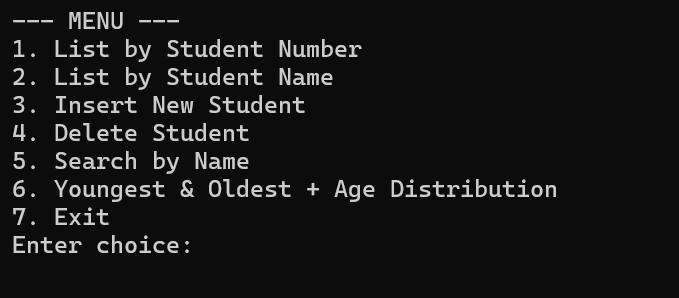 --- MENU ---
1. List by Student Number
2. List by Student Name
3. Insert New Student
4. Delete Student
5. Search by Name
6. Youngest & Oldest + Age Distribution
7. Exit
Enter choice: